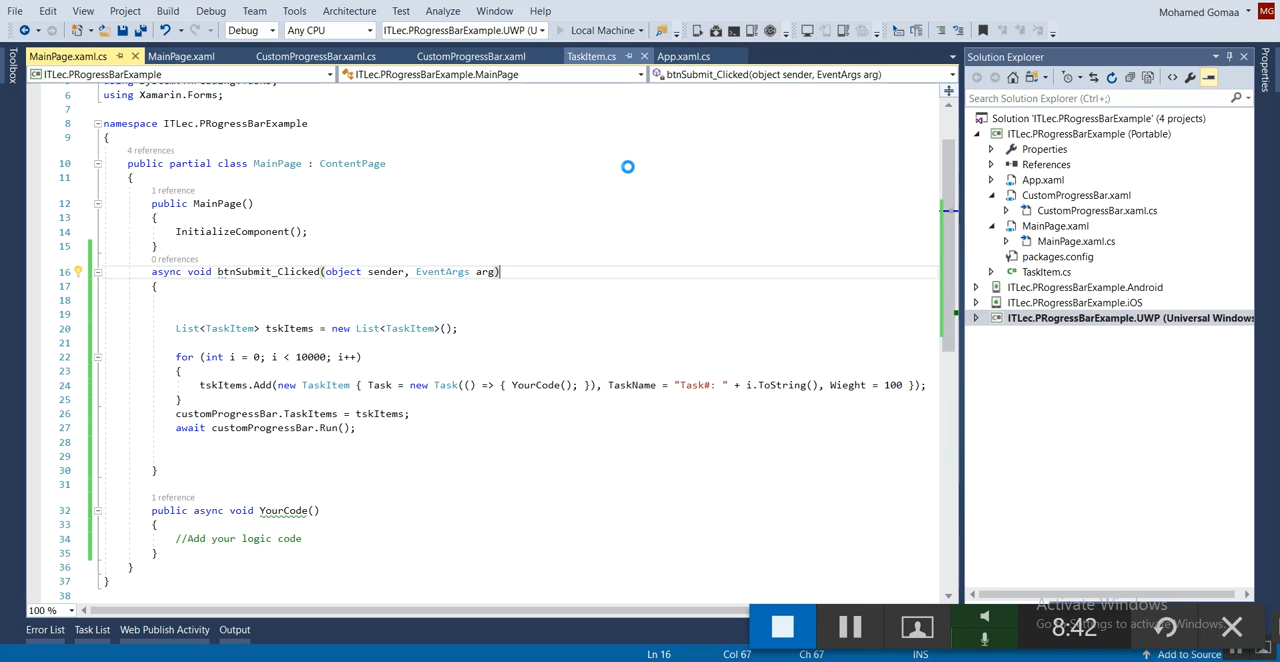 File Edit View Project Build Debug Team Tools Architecture Test Analyze Window Help Mohamed Gomaa MG
Debug Any CPU ITLec.PRogressBarExample.UWP (U Local Machine
Toolbox
MainPage.xaml.cs MainPage.xaml CustomProgressBar.xaml.cs CustomProgressBar.xaml TaskItem.cs App.xaml.cs
ITLec.PRogressBarExample ITLec.PRogressBarExample.MainPage btnSubmit_Clicked(object sender, EventArgs arg)
6 using Xamarin.Forms;
7
8 namespace ITLec.PRogressBarExample
9 {
4 references
10 public partial class MainPage : ContentPage
11 {
1 reference
12 public MainPage()
13 {
14 InitializeComponent();
15 }
0 references
16 async void btnSubmit_Clicked(object sender, EventArgs arg)
17 {
18
19
20 List<TaskItem> tskItems = new List<TaskItem>();
21
22 for (int i = 0; i < 10000; i++)
23 {
24 tskItems.Add(new TaskItem { Task = new Task(() => { YourCode(); }), TaskName = "Task#: " + i.ToString(), Wieght = 100 });
25 }
26 customProgressBar.TaskItems = tskItems;
27 await customProgressBar.Run();
28
29
30 }
31
1 reference
32 public async void YourCode()
33 {
34 //Add your logic code
35 }
36 }
37 }
38
100 %
Error List Task List Web Publish Activity Output
Ln 16 Col 67 Ch 67 INS Add to Source
Solution Explorer
Search Solution Explorer (Ctrl+;)
Solution 'ITLec.PRogressBarExample' (4 projects)
ITLec.PRogressBarExample (Portable)
Properties
References
App.xaml
CustomProgressBar.xaml
CustomProgressBar.xaml.cs
MainPage.xaml
MainPage.xaml.cs
packages.config
TaskItem.cs
ITLec.PRogressBarExample.Android
ITLec.PRogressBarExample.iOS
ITLec.PRogressBarExample.UWP (Universal Windows
Properties
Activate Windows
Go to Settings to activate Windows.
8:42